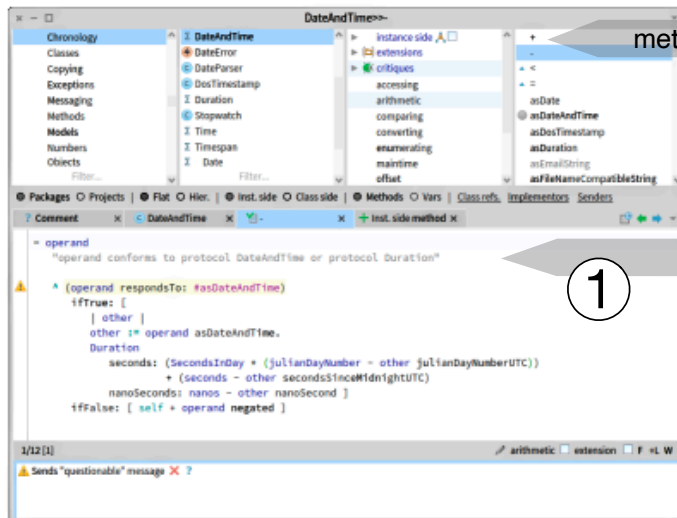 DateAndTime>>-
Chronology
Classes
Copying
Exceptions
Messaging
Methods
Models
Numbers
Objects
Filter...
DateAndTime
DateError
DateParser
DosTimestamp
Duration
Stopwatch
Time
Timespan
Date
Filter...
instance side
extensions
critiques
accessing
arithmetic
comparing
converting
enumerating
maintime
offset
+
-
<
=
asDate
asDateAndTime
asDosTimestamp
asDuration
asEmailString
asFileNameCompatibleString
met
Packages Projects | Flat Hier. | Inst. side Class side | Methods Vars | Class refs. Implementors Senders
? Comment × DateAndTime × - × + Inst. side method ×
- operand
"operand conforms to protocol DateAndTime or protocol Duration"
^ (operand respondsTo: #asDateAndTime)
ifTrue: [
| other |
other := operand asDateAndTime.
Duration
seconds: (SecondsInDay * (julianDayNumber - other julianDayNumberUTC))
+ (seconds - other secondsSinceMidnightUTC)
nanoSeconds: nanos - other nanoSecond ]
ifFalse: [ self + operand negated ]
1
1/12 [1] arithmetic extension F +L W
Sends "questionable" message ?